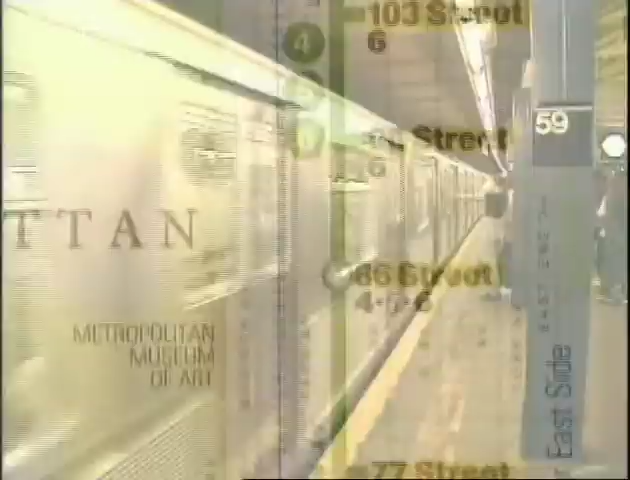 103 Street
6
4
59
Street
6
TTAN
86 Street
4·5·6
METROPOLITAN
MUSEUM
OF ART
East Side
77 Street